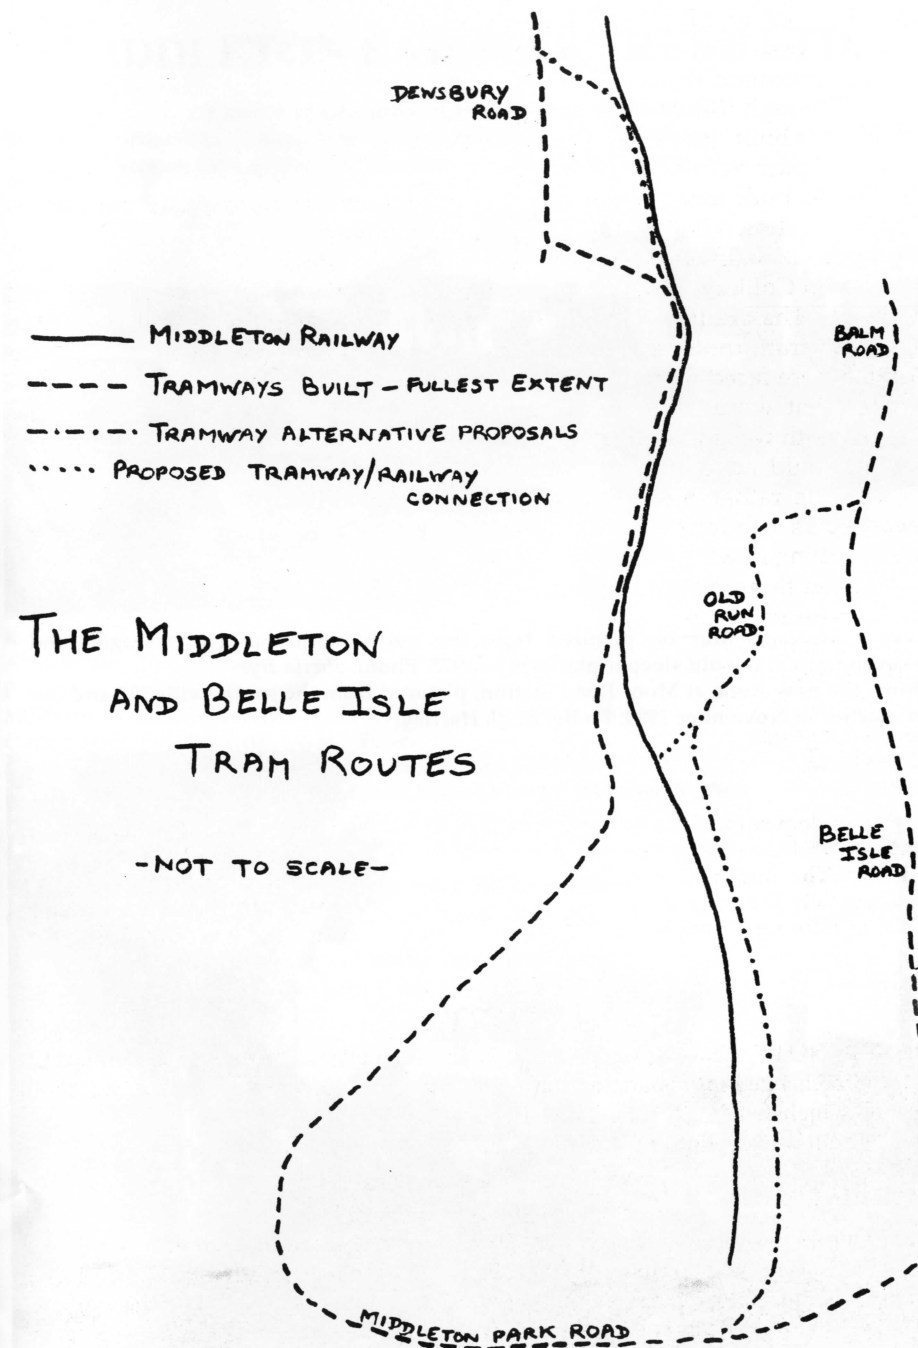 DEWSBURY
ROAD
MIDDLETON RAILWAY
TRAMWAYS BUILT - FULLEST EXTENT
TRAMWAY ALTERNATIVE PROPOSALS
PROPOSED TRAMWAY/RAILWAY
CONNECTION
BALM
ROAD
OLD
RUN
ROAD
THE MIDDLETON
AND BELLE ISLE
TRAM ROUTES
-NOT TO SCALE-
BELLE
ISLE
ROAD
MIDDLETON PARK ROAD